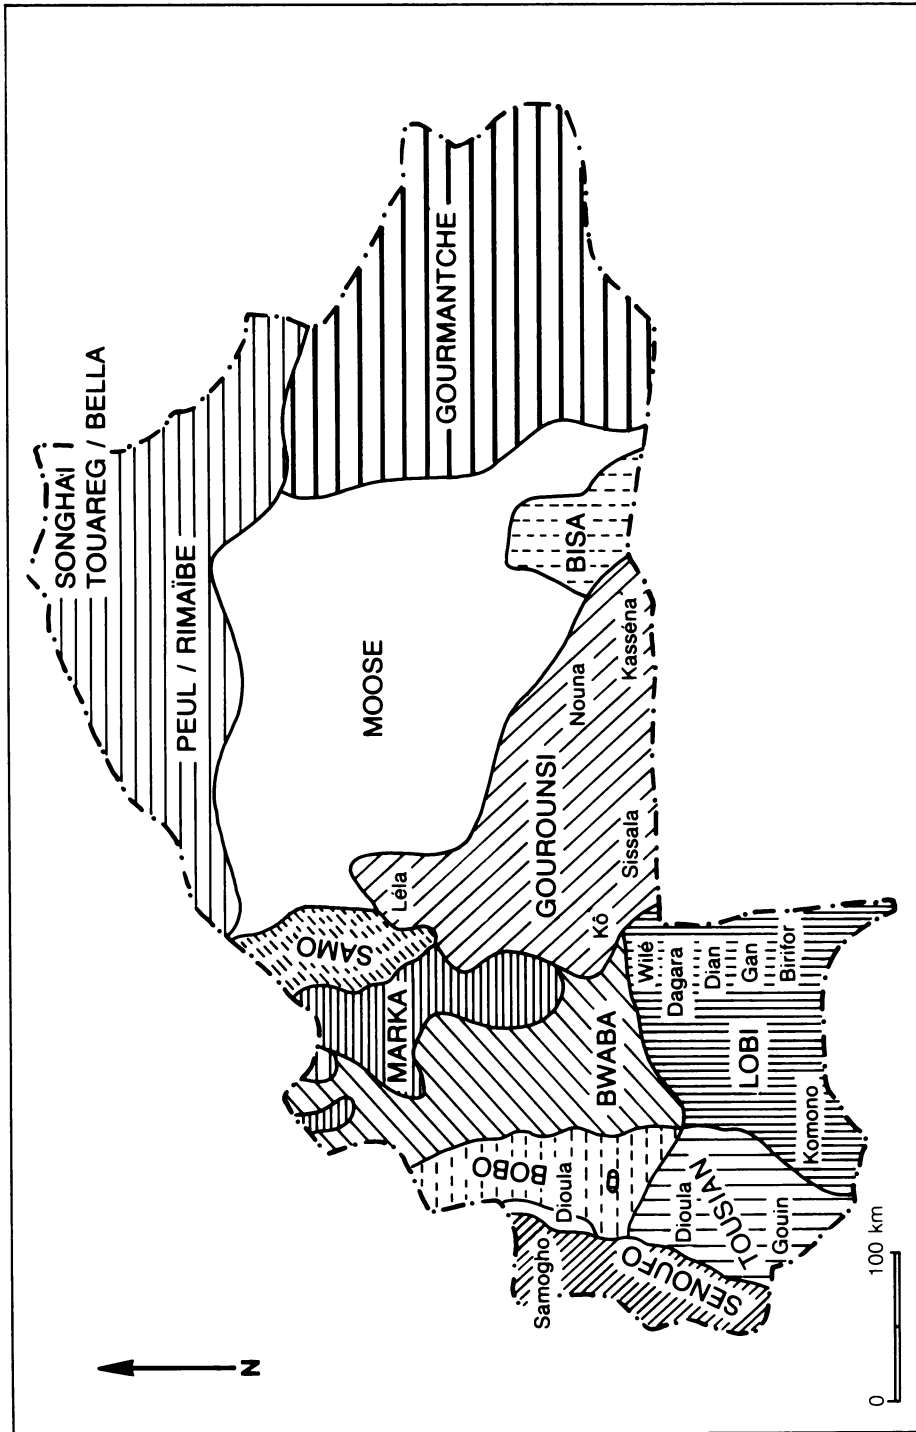 SONGHAÏ
TOUAREG / BELLA
PEUL / RIMAÏBE
MOOSE
GOURMANTCHE
SAMO
Léla
MARKA
BOBO
Dioula
BWABA
GOUROUNSI
Nouna
BISA
Kasséna
Sissala
Kô
Samogho
SENOUFO
Dioula
TOUSIAN
Gouin
Wilé
Dagara
Dian
Gan
Birifor
LOBI
Komono
N
0
100 km